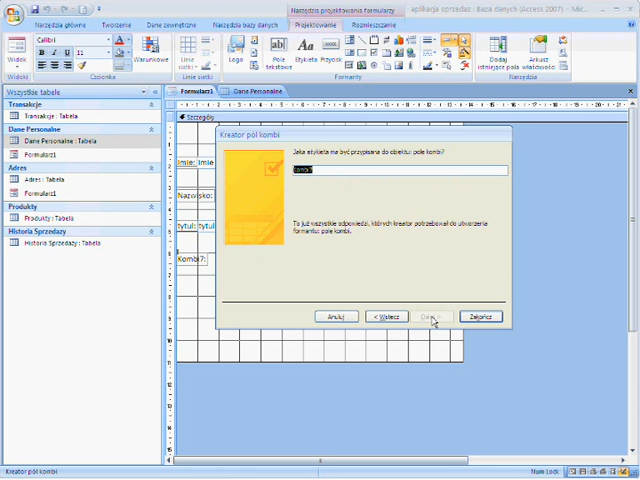 Narzędzia projektowania formularzy
aplikacja sprzedaz : Baza danych (Access 2007) - Mic...
Narzędzia główne
Tworzenie
Dane zewnętrzne
Narzędzia bazy danych
Projektowanie
Rozmieszczanie
Widok
Widoki
Calibri
B I U
11
Czcionka
Warunkowe
Linie siatki
Linie siatki
Logo
Pole tekstowe
Etykieta
Przycisk
Formanty
Dodaj istniejące pola
Arkusz właściwości
Narzędzia
Wszystkie tabele
Transakcje
Transakcje : Tabela
Dane Personalne
Dane Personalne : Tabela
Formularz1
Adres
Adres : Tabela
Formularz1
Produkty
Produkty : Tabela
Historia Sprzedazy
Historia Sprzedazy : Tabela
Formularz1
Dane Personalne
Szczegóły
Imie: Imie
Nazwisko:
tytul: tytul
Kombi7:
Kreator pól kombi
Jaka etykieta ma być przypisana do obiektu: pole kombi?
Kombi7
To już wszystkie odpowiedzi, których kreator potrzebował do utworzenia
formantu: pole kombi.
Anuluj
< Wstecz
Zakończ
Kreator pól kombi
Num Lock